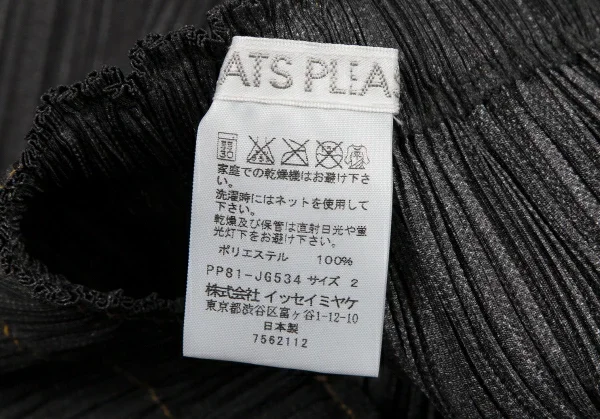 ATS PLEA
30
家庭での乾燥機はお避け下さ
い。
洗濯時にはネットを使用して
下さい。
乾燥及び保管は直射日光や蛍
光灯下をお避け下さい。
ポリエステル 100%
PP81-JG534 サイズ 2
株式会社 イッセイミヤケ
東京都渋谷区富ヶ谷1-12-10
日本製
7562112